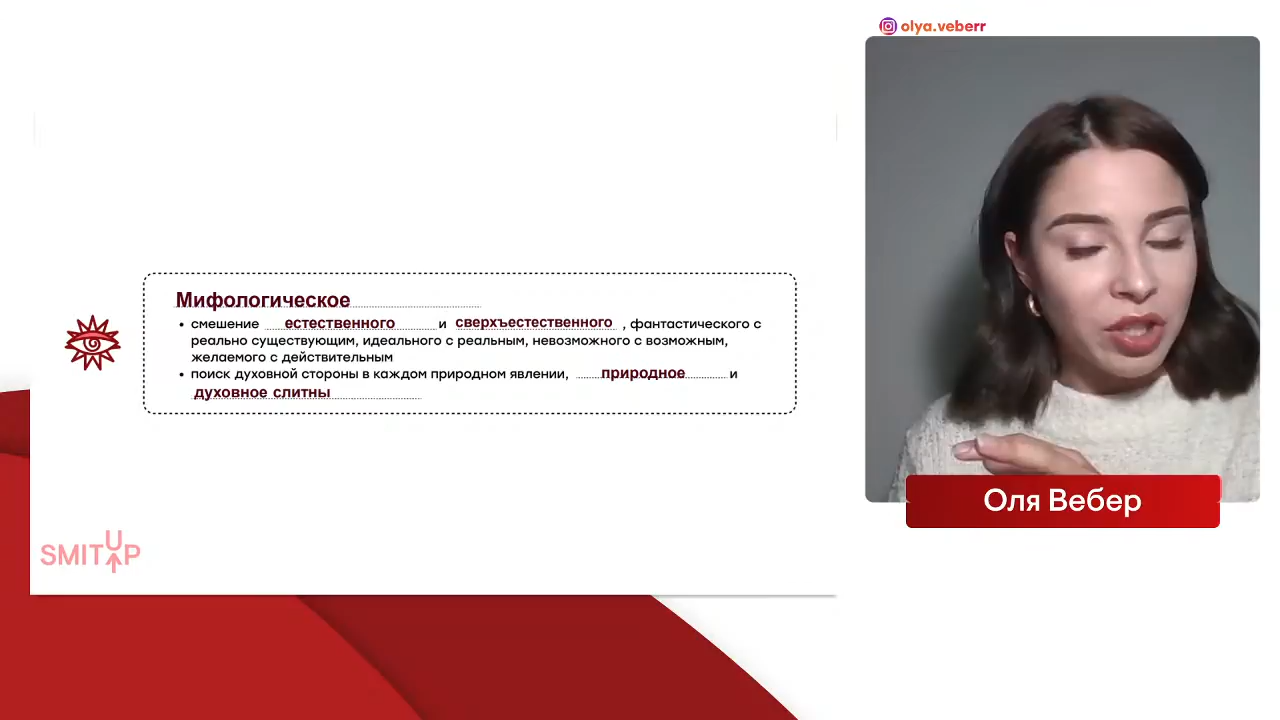 olya.veberr
Мифологическое
• смешение естественного и сверхъестественного , фантастического с
реально существующим, идеального с реальным, невозможного с возможным,
желаемого с действительным
• поиск духовной стороны в каждом природном явлении, природное и
духовное слитны
Оля Вебер
SMITUP